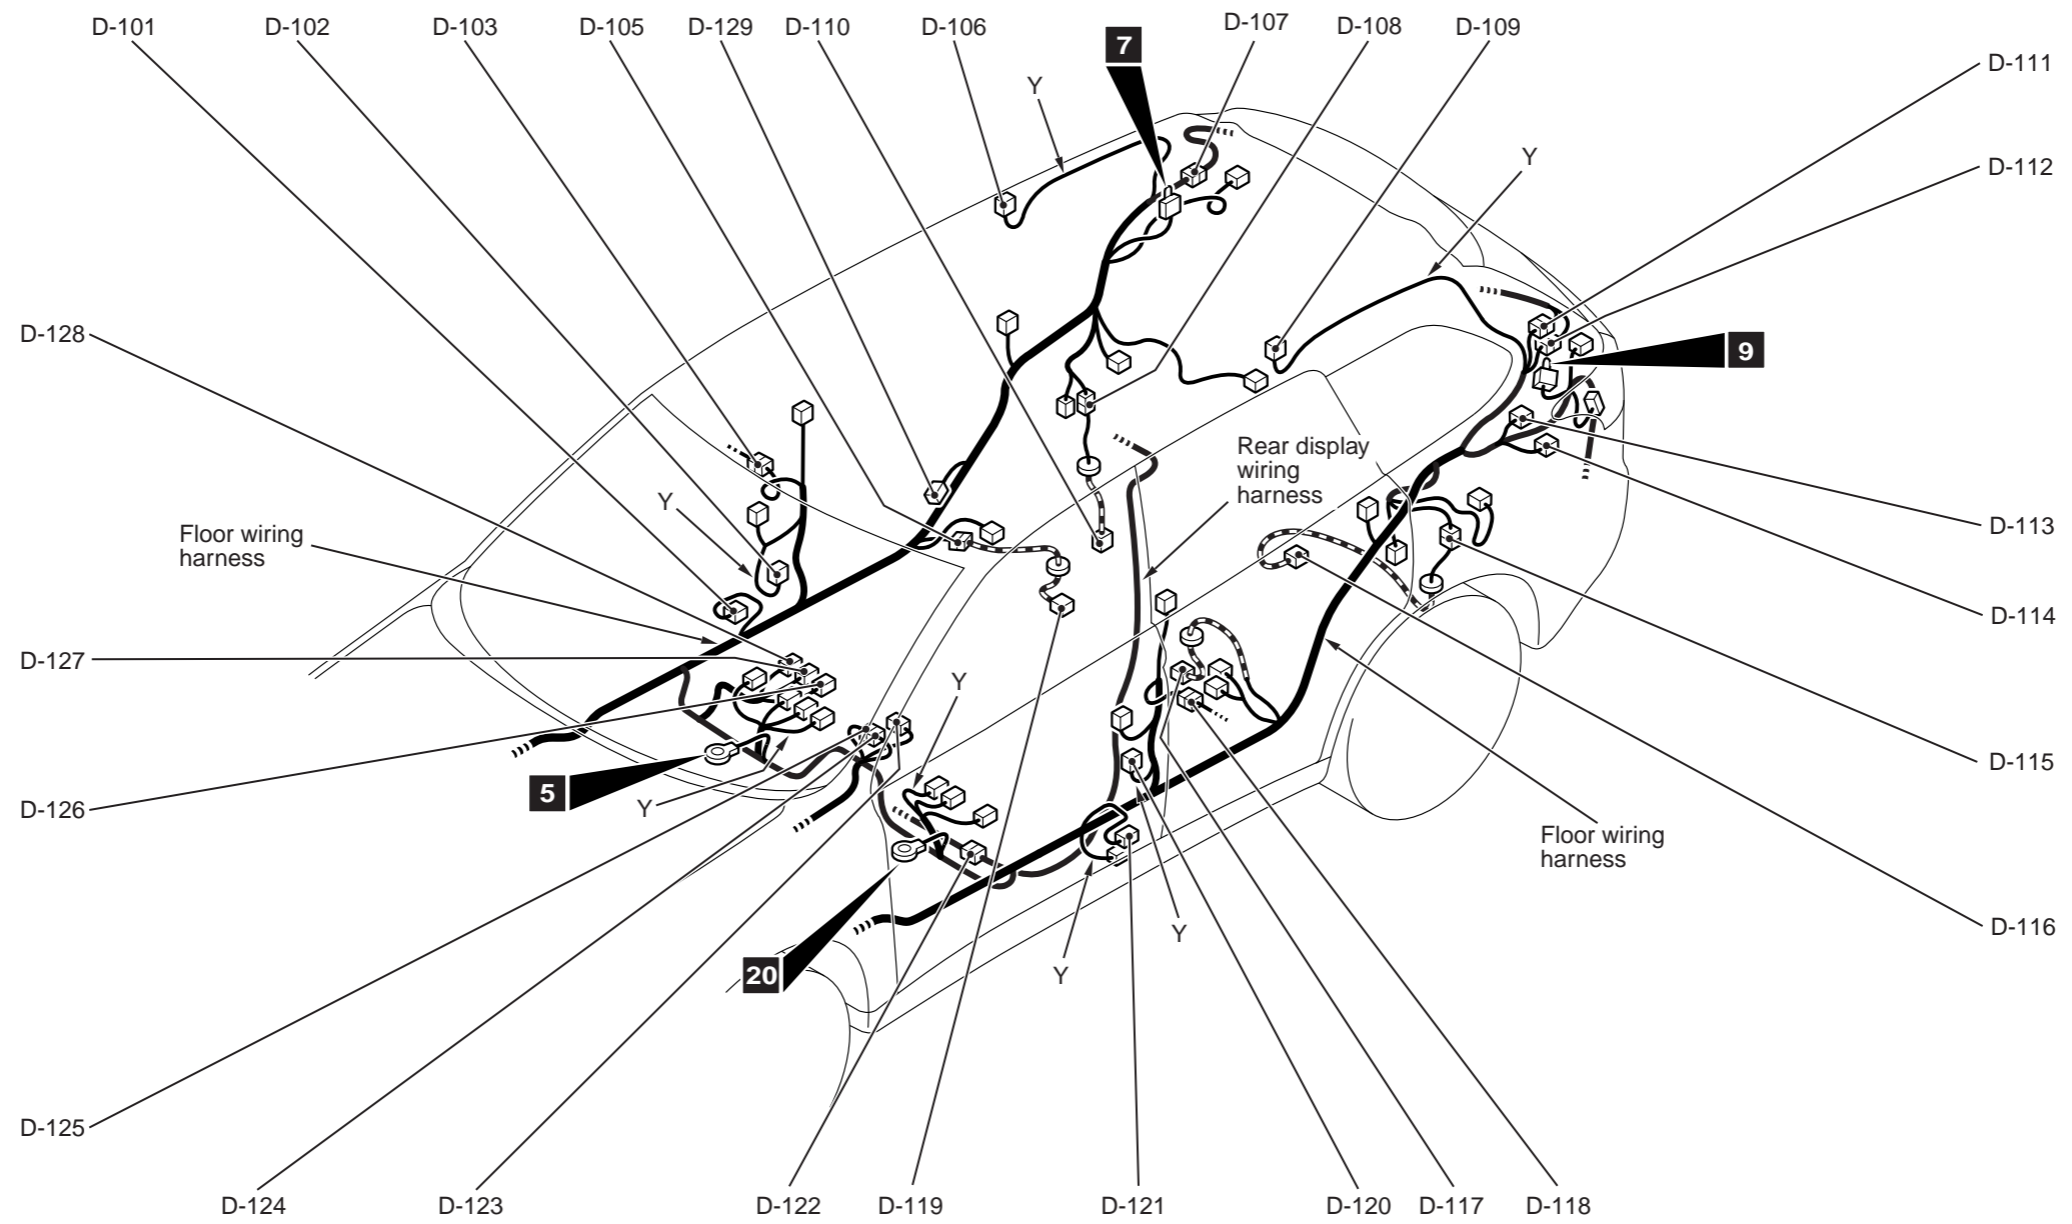 D-101
D-102
D-103
D-105
D-129
D-110
D-106
7
D-107
D-108
D-109
D-111
Y
Y
D-112
D-128
9
Rear display
wiring
harness
Y
Floor wiring
harness
D-113
D-114
D-127
Y
D-115
5
Y
D-126
Floor wiring
harness
Y
D-116
20
Y
D-125
D-124
D-123
D-122
D-119
D-121
D-120
D-117
D-118